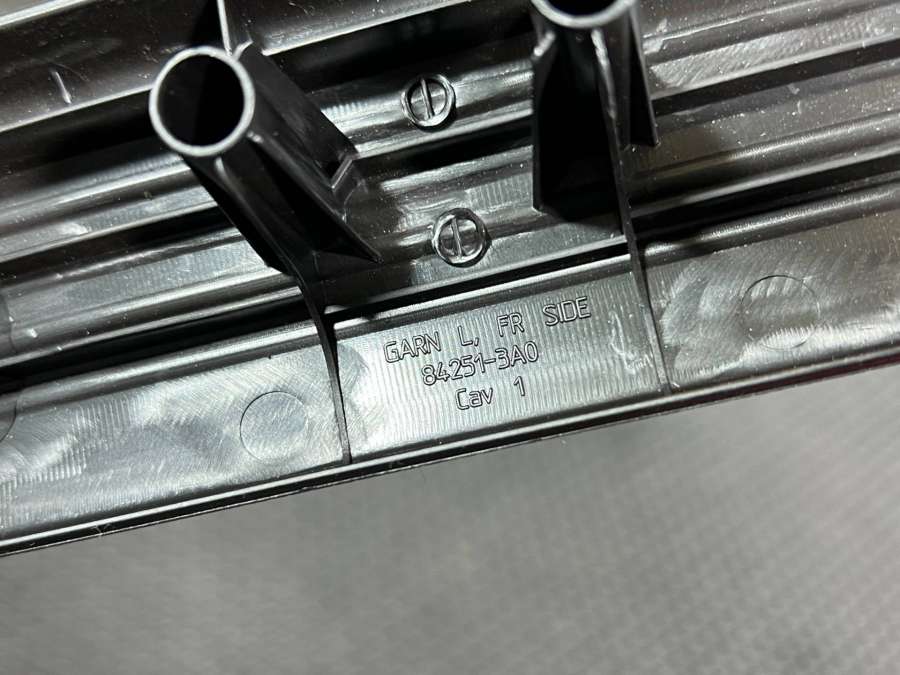 GARN L, FR SIDE
84251-3A0
Cav 1